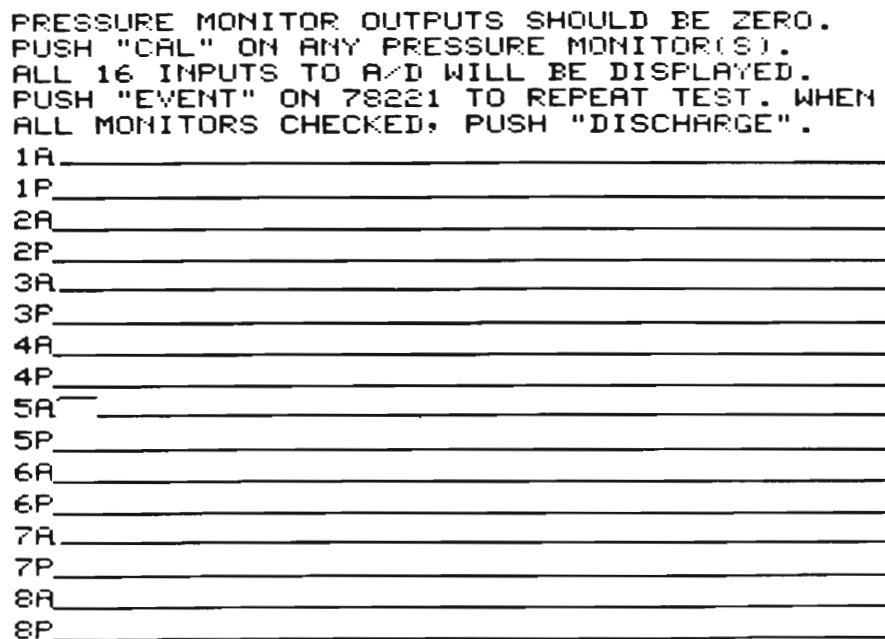 PRESSURE MONITOR OUTPUTS SHOULD BE ZERO.
PUSH "CAL" ON ANY PRESSURE MONITOR(S).
ALL 16 INPUTS TO A/D WILL BE DISPLAYED.
PUSH "EVENT" ON 78221 TO REPEAT TEST. WHEN
ALL MONITORS CHECKED, PUSH "DISCHARGE".
1A
1P
2A
2P
3A
3P
4A
4P
5A
5P
6A
6P
7A
7P
8A
8P